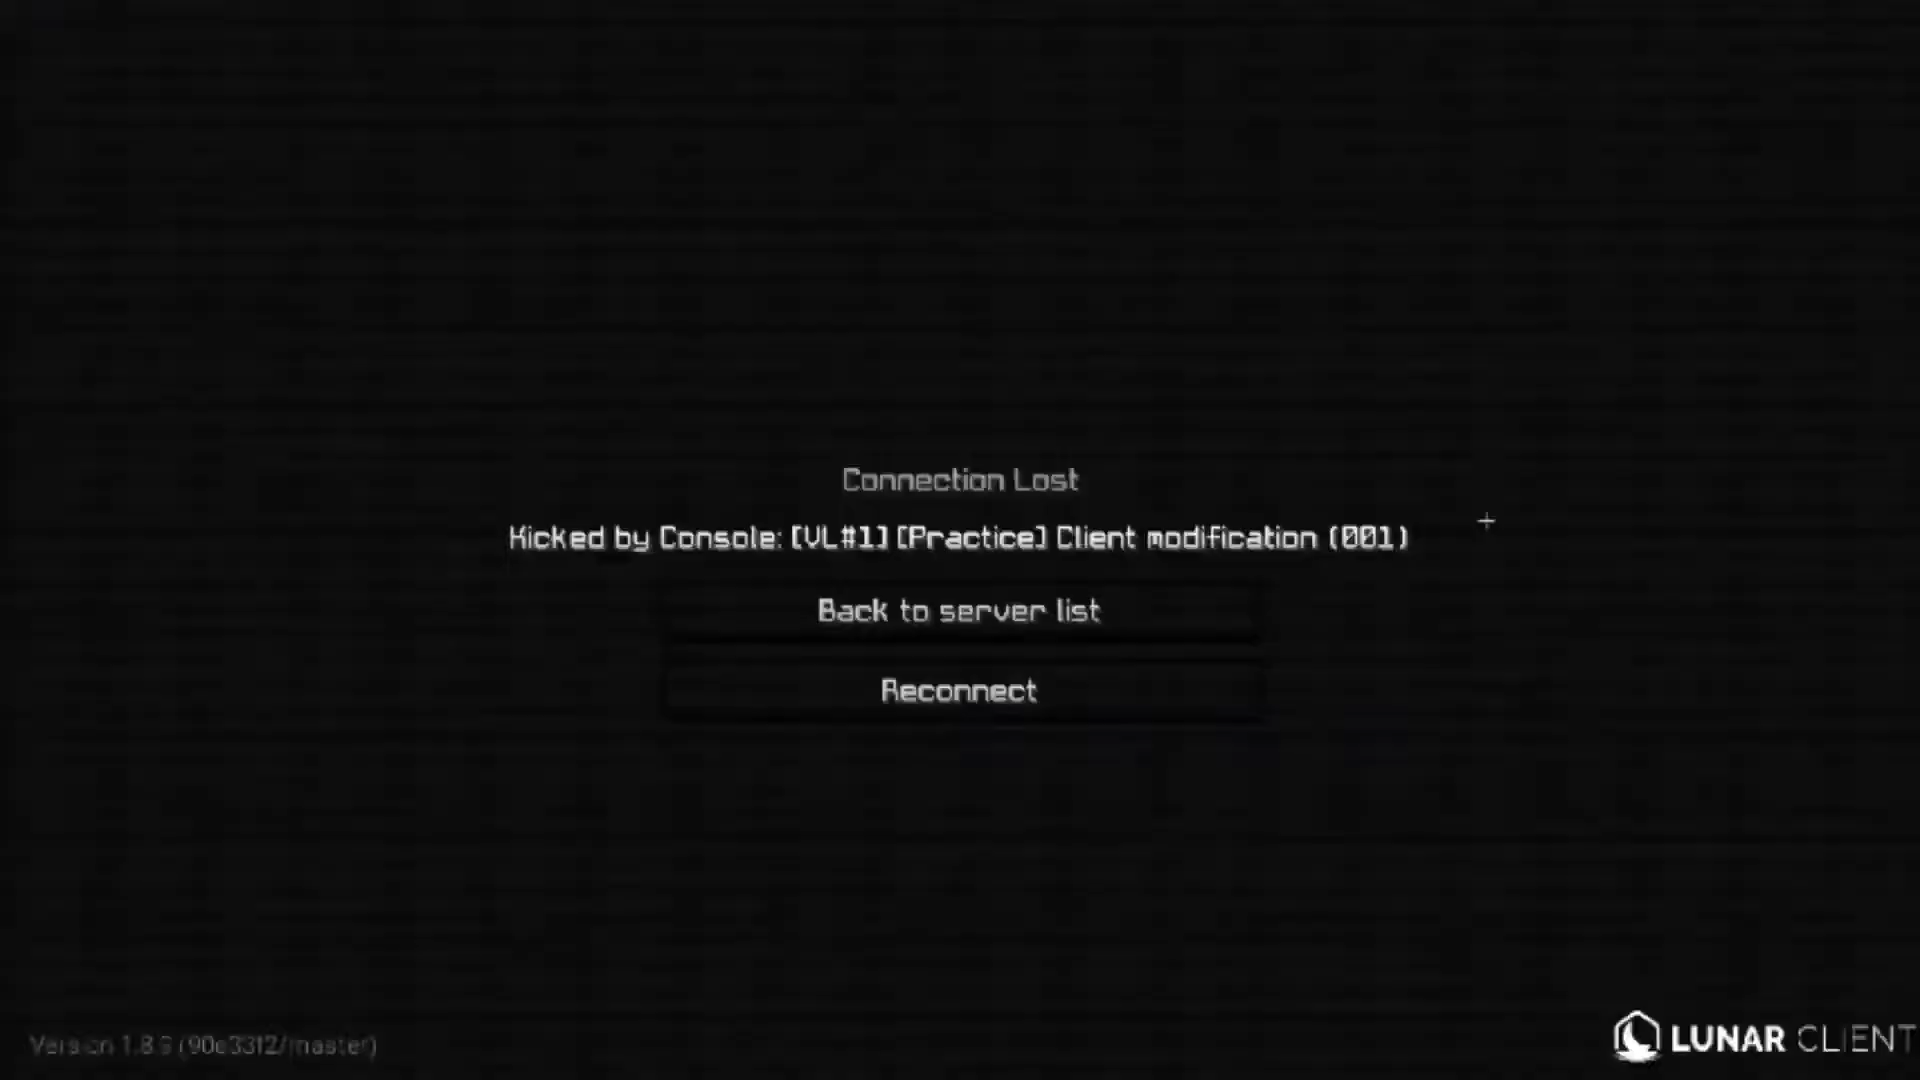 Connection Lost
Kicked by Console: [VL#1] [Practice] Client modification (001)
Back to server list
Reconnect
Version 1.8.9 (90e33f2/master)
LUNAR CLIENT